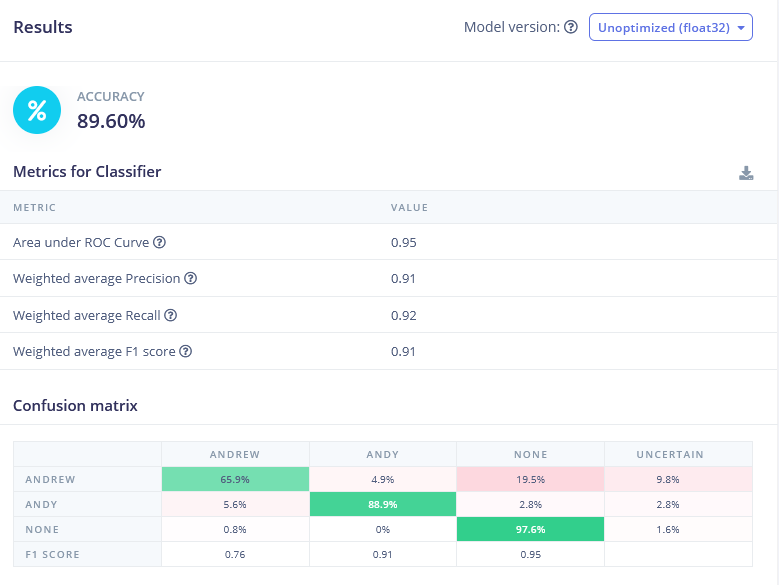 Results
Model version: Unoptimized (float32)
ACCURACY
89.60%
Metrics for Classifier
METRIC VALUE
Area under ROC Curve 0.95
Weighted average Precision 0.91
Weighted average Recall 0.92
Weighted average F1 score 0.91
Confusion matrix
ANDREW ANDY NONE UNCERTAIN
ANDREW 65.9% 4.9% 19.5% 9.8%
ANDY 5.6% 88.9% 2.8% 2.8%
NONE 0.8% 0% 97.6% 1.6%
F1 SCORE 0.76 0.91 0.95